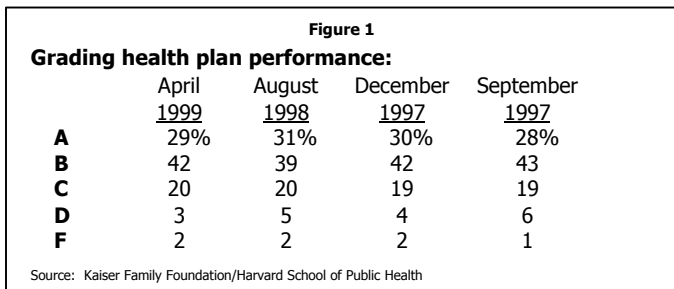 Figure 1
Grading health plan performance:
April August December September
1999 1998 1997 1997
A 29% 31% 30% 28%
B 42 39 42 43
C 20 20 19 19
D 3 5 4 6
F 2 2 2 1
Source: Kaiser Family Foundation/Harvard School of Public Health